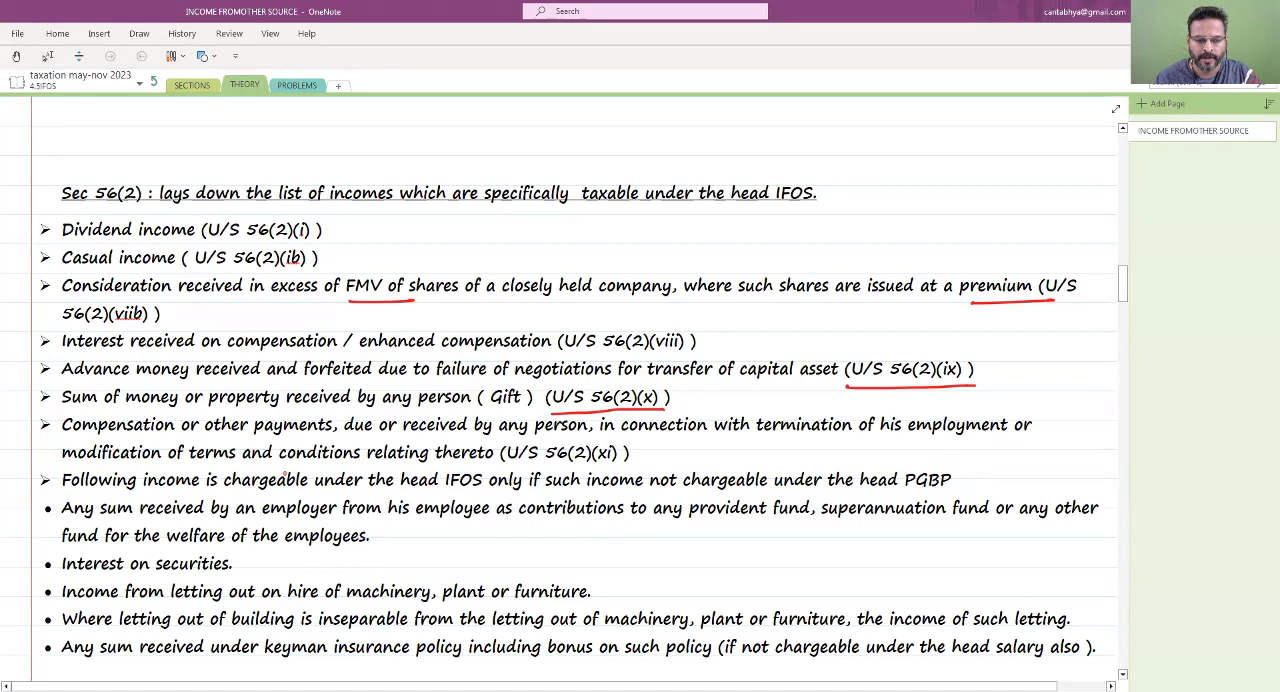 INCOME FROMOTHER SOURCE - OneNote
Search
cantabhya@gmail.com
File Home Insert Draw History Review View Help
taxation may-nov 2023
4.5IFOS
SECTIONS THEORY PROBLEMS
Add Page
INCOME FROMOTHER SOURCE
Sec 56(2) : lays down the list of incomes which are specifically taxable under the head IFOS.
➢ Dividend income (U/S 56(2)(i) )
➢ Casual income ( U/S 56(2)(ib) )
➢ Consideration received in excess of FMV of shares of a closely held company, where such shares are issued at a premium (U/S
56(2)(viib) )
➢ Interest received on compensation / enhanced compensation (U/S 56(2)(viii) )
➢ Advance money received and forfeited due to failure of negotiations for transfer of capital asset (U/S 56(2)(ix) )
➢ Sum of money or property received by any person ( Gift ) (U/S 56(2)(x) )
➢ Compensation or other payments, due or received by any person, in connection with termination of his employment or
modification of terms and conditions relating thereto (U/S 56(2)(xi) )
➢ Following income is chargeable under the head IFOS only if such income not chargeable under the head PGBP
• Any sum received by an employer from his employee as contributions to any provident fund, superannuation fund or any other
fund for the welfare of the employees.
• Interest on securities.
• Income from letting out on hire of machinery, plant or furniture.
• Where letting out of building is inseparable from the letting out of machinery, plant or furniture, the income of such letting.
• Any sum received under keyman insurance policy including bonus on such policy (if not chargeable under the head salary also ).